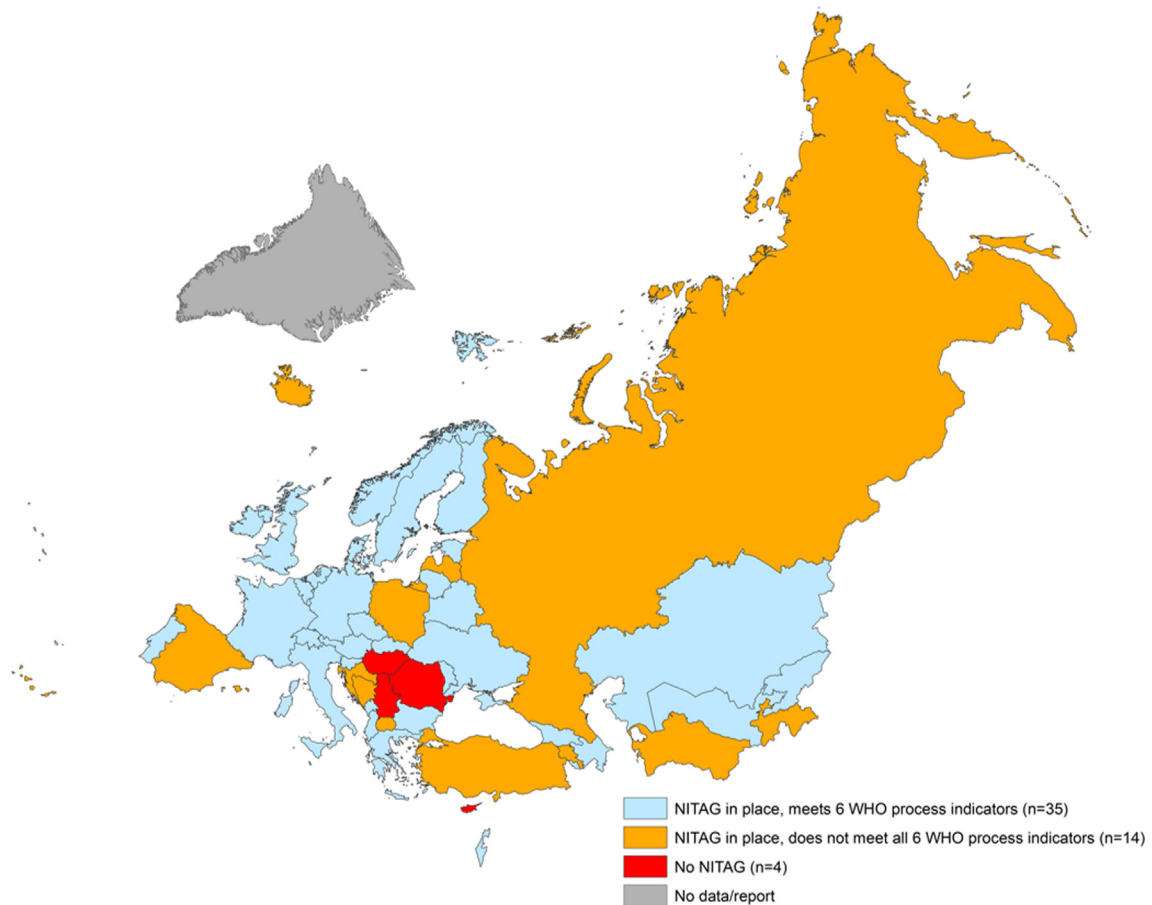 NITAG in place, meets 6 WHO process indicators (n=35)
NITAG in place, does not meet all 6 WHO process indicators (n=14)
No NITAG (n=4)
No data/report